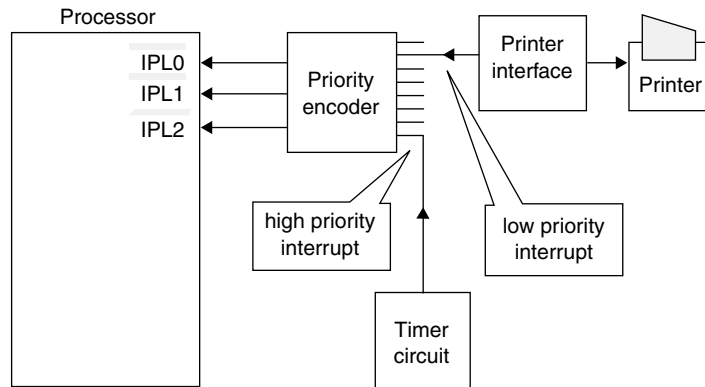 Processor
IPL0
IPL1
IPL2
Priority
encoder
Printer
interface
Printer
high priority
interrupt
low priority
interrupt
Timer
circuit